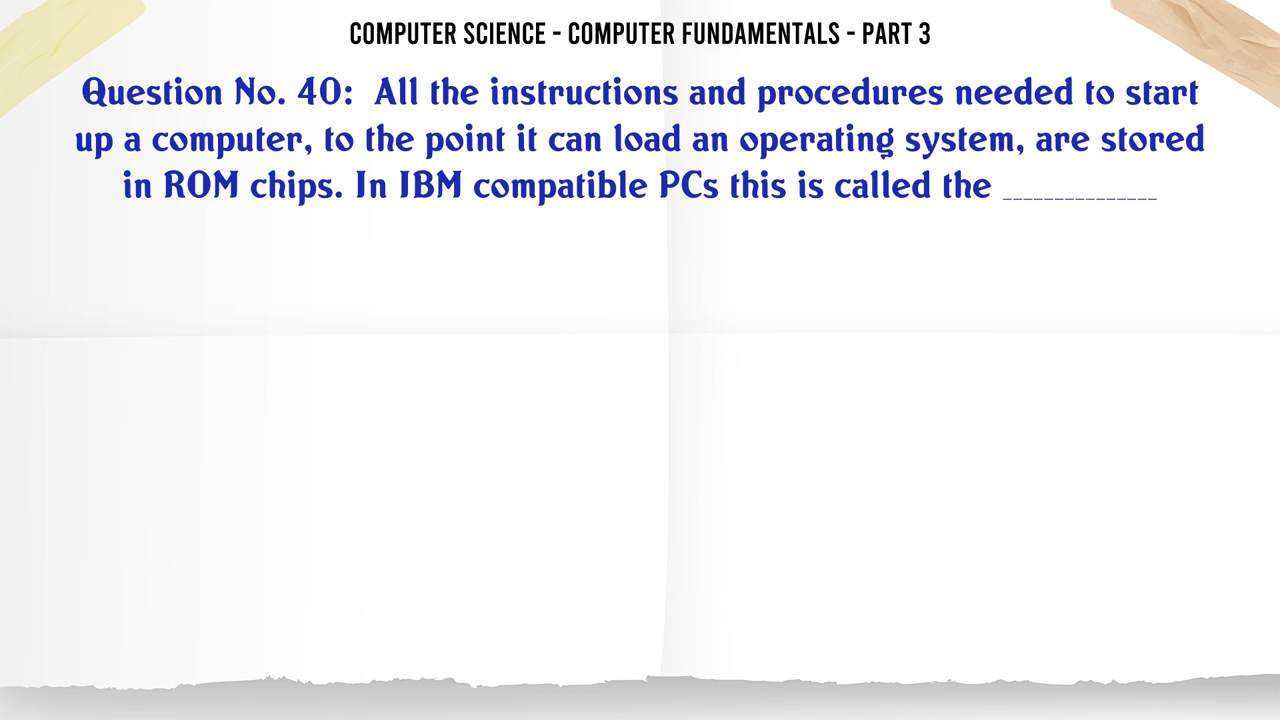 COMPUTER SCIENCE - COMPUTER FUNDAMENTALS - PART 3
Question No. 40: All the instructions and procedures needed to start
up a computer, to the point it can load an operating system, are stored
in ROM chips. In IBM compatible PCs this is called the _______________